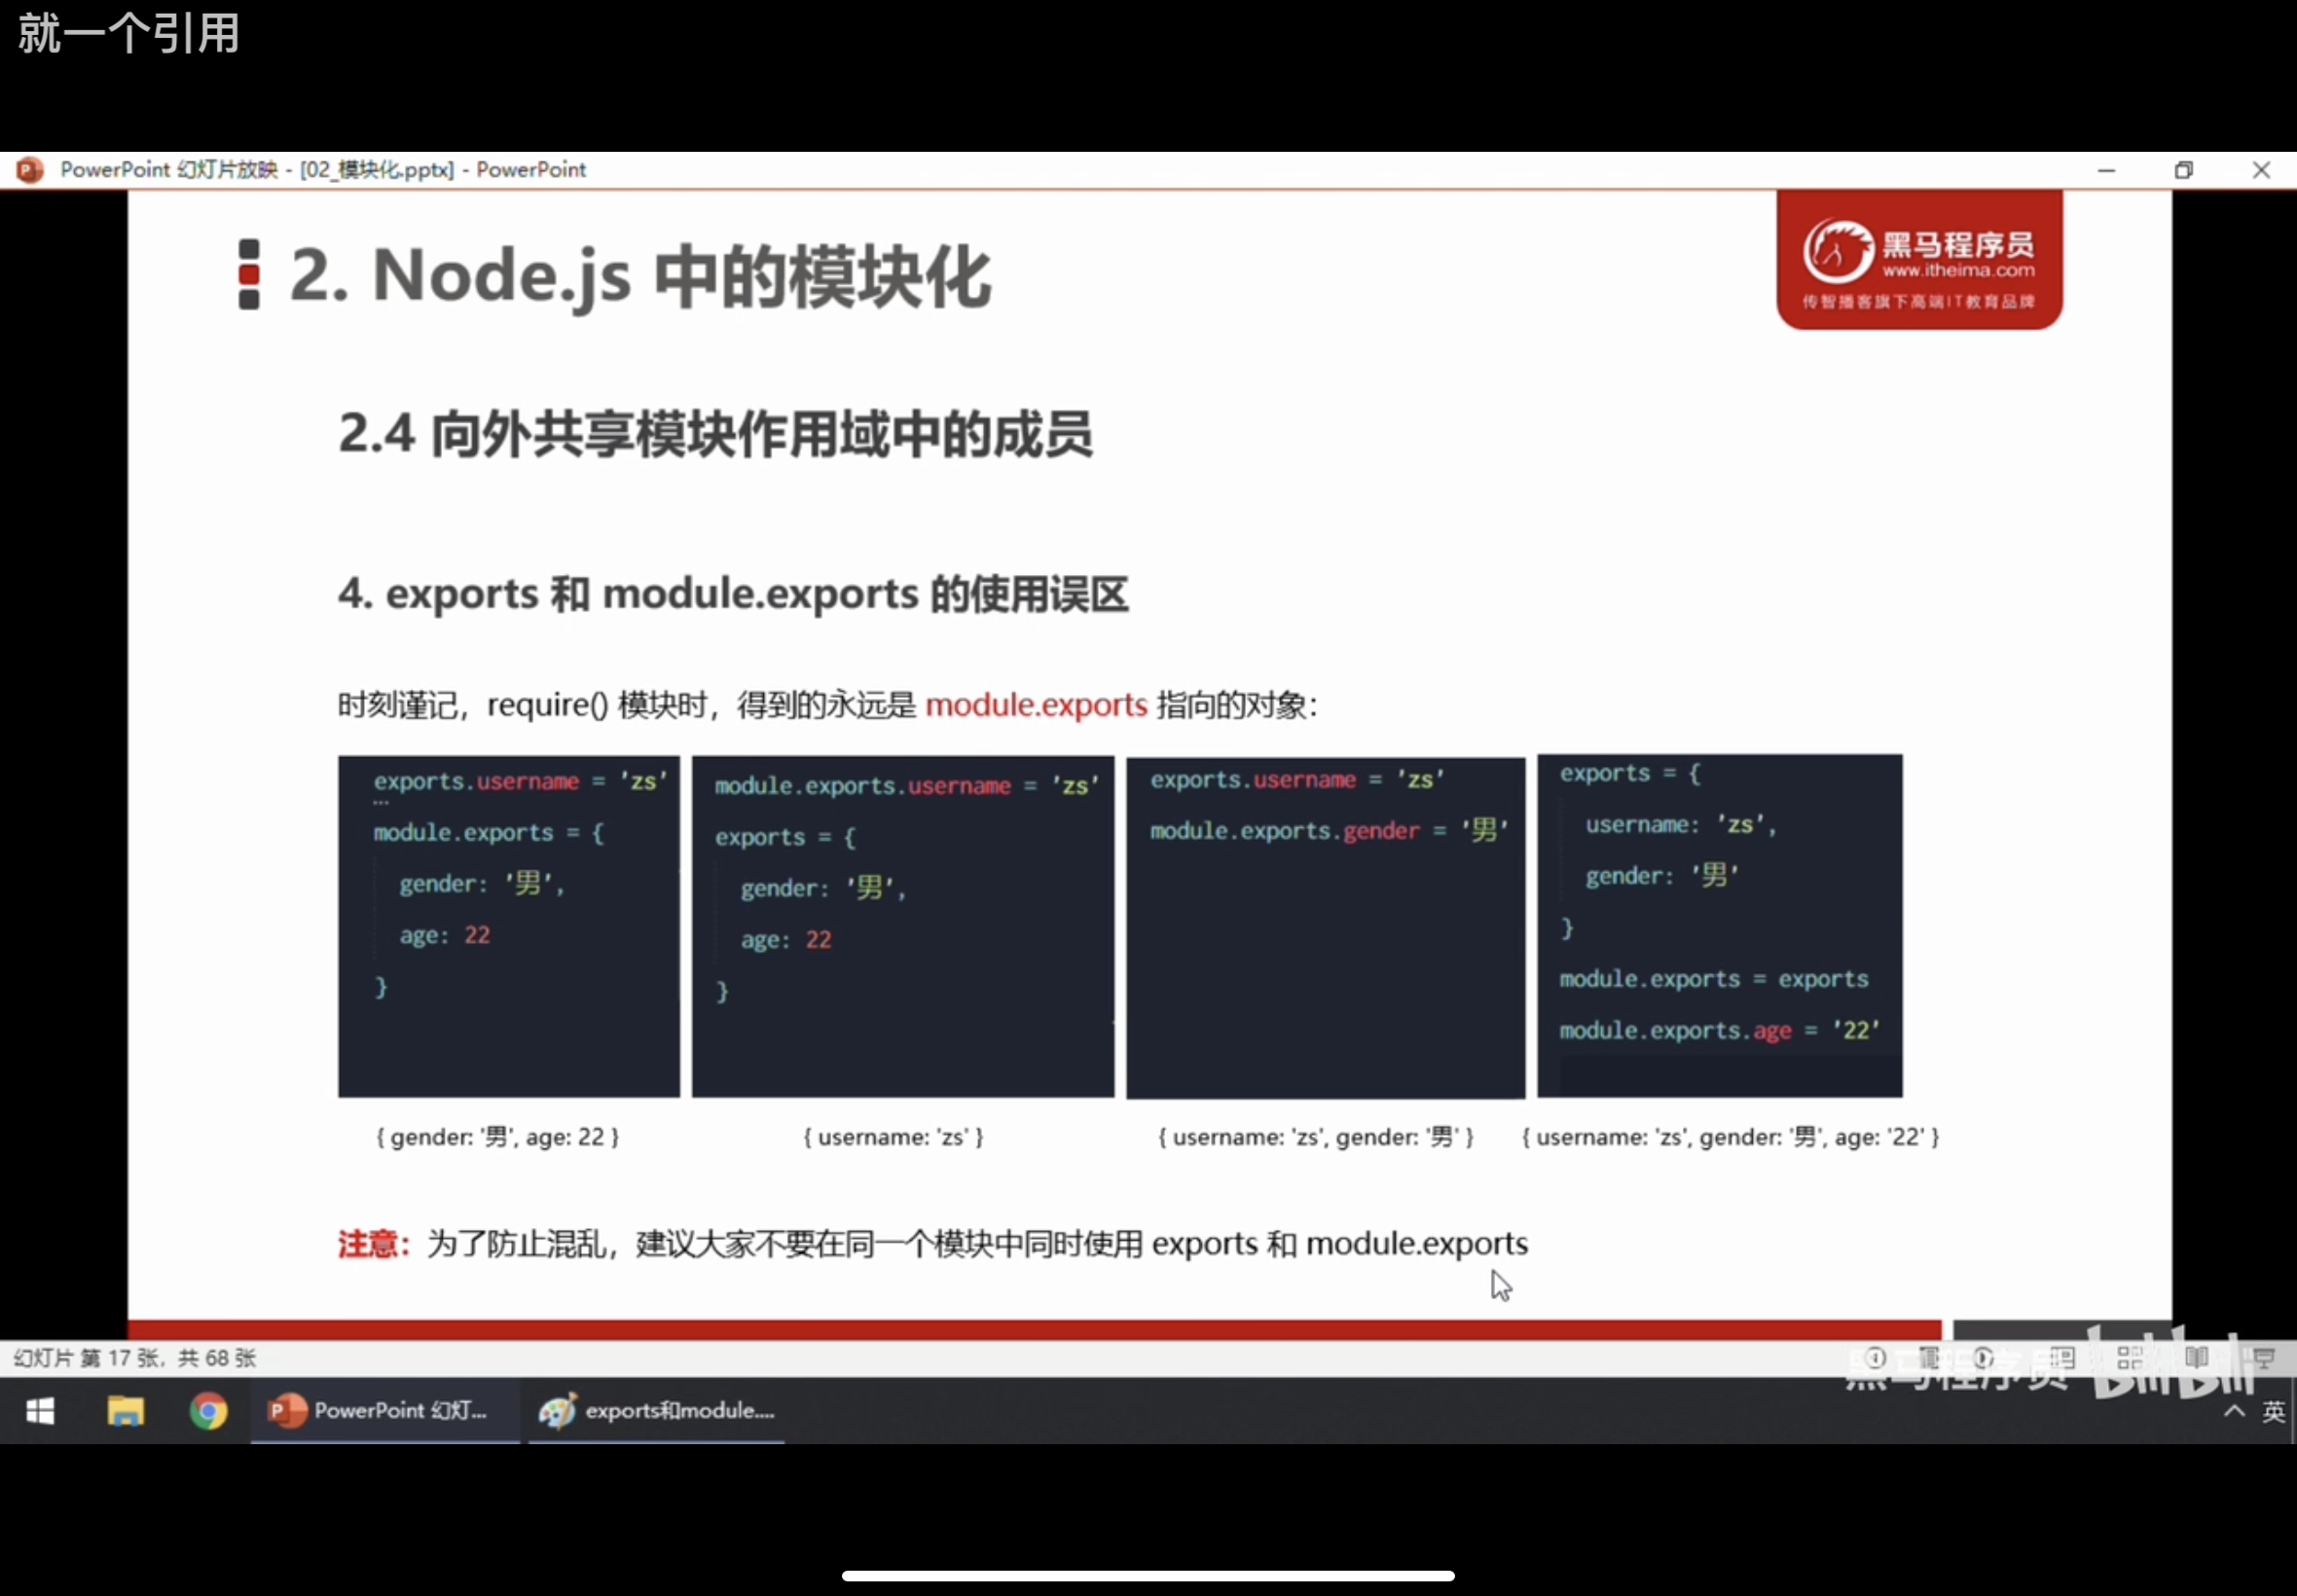 就一个引用
PowerPoint 幻灯片放映 - [02_模块化.pptx] - PowerPoint
2. Node.js 中的模块化
黑马程序员
www.itheima.com
传智播客旗下高端IT教育品牌
2.4 向外共享模块作用域中的成员
4. exports 和 module.exports 的使用误区
时刻谨记，require() 模块时，得到的永远是 module.exports 指向的对象：
exports.username = 'zs'
...
module.exports = {
gender: '男',
age: 22
}
module.exports.username = 'zs'
exports = {
gender: '男',
age: 22
}
exports.username = 'zs'
module.exports.gender = '男'
exports = {
username: 'zs',
gender: '男'
}
module.exports = exports
module.exports.age = '22'
{ gender: '男', age: 22 }
{ username: 'zs' }
{ username: 'zs', gender: '男' }
{ username: 'zs', gender: '男', age: '22' }
注意：为了防止混乱，建议大家不要在同一个模块中同时使用 exports 和 module.exports
幻灯片 第 17 张，共 68 张
黑马程序员 bilibili
PowerPoint 幻灯...
exports和module....
英